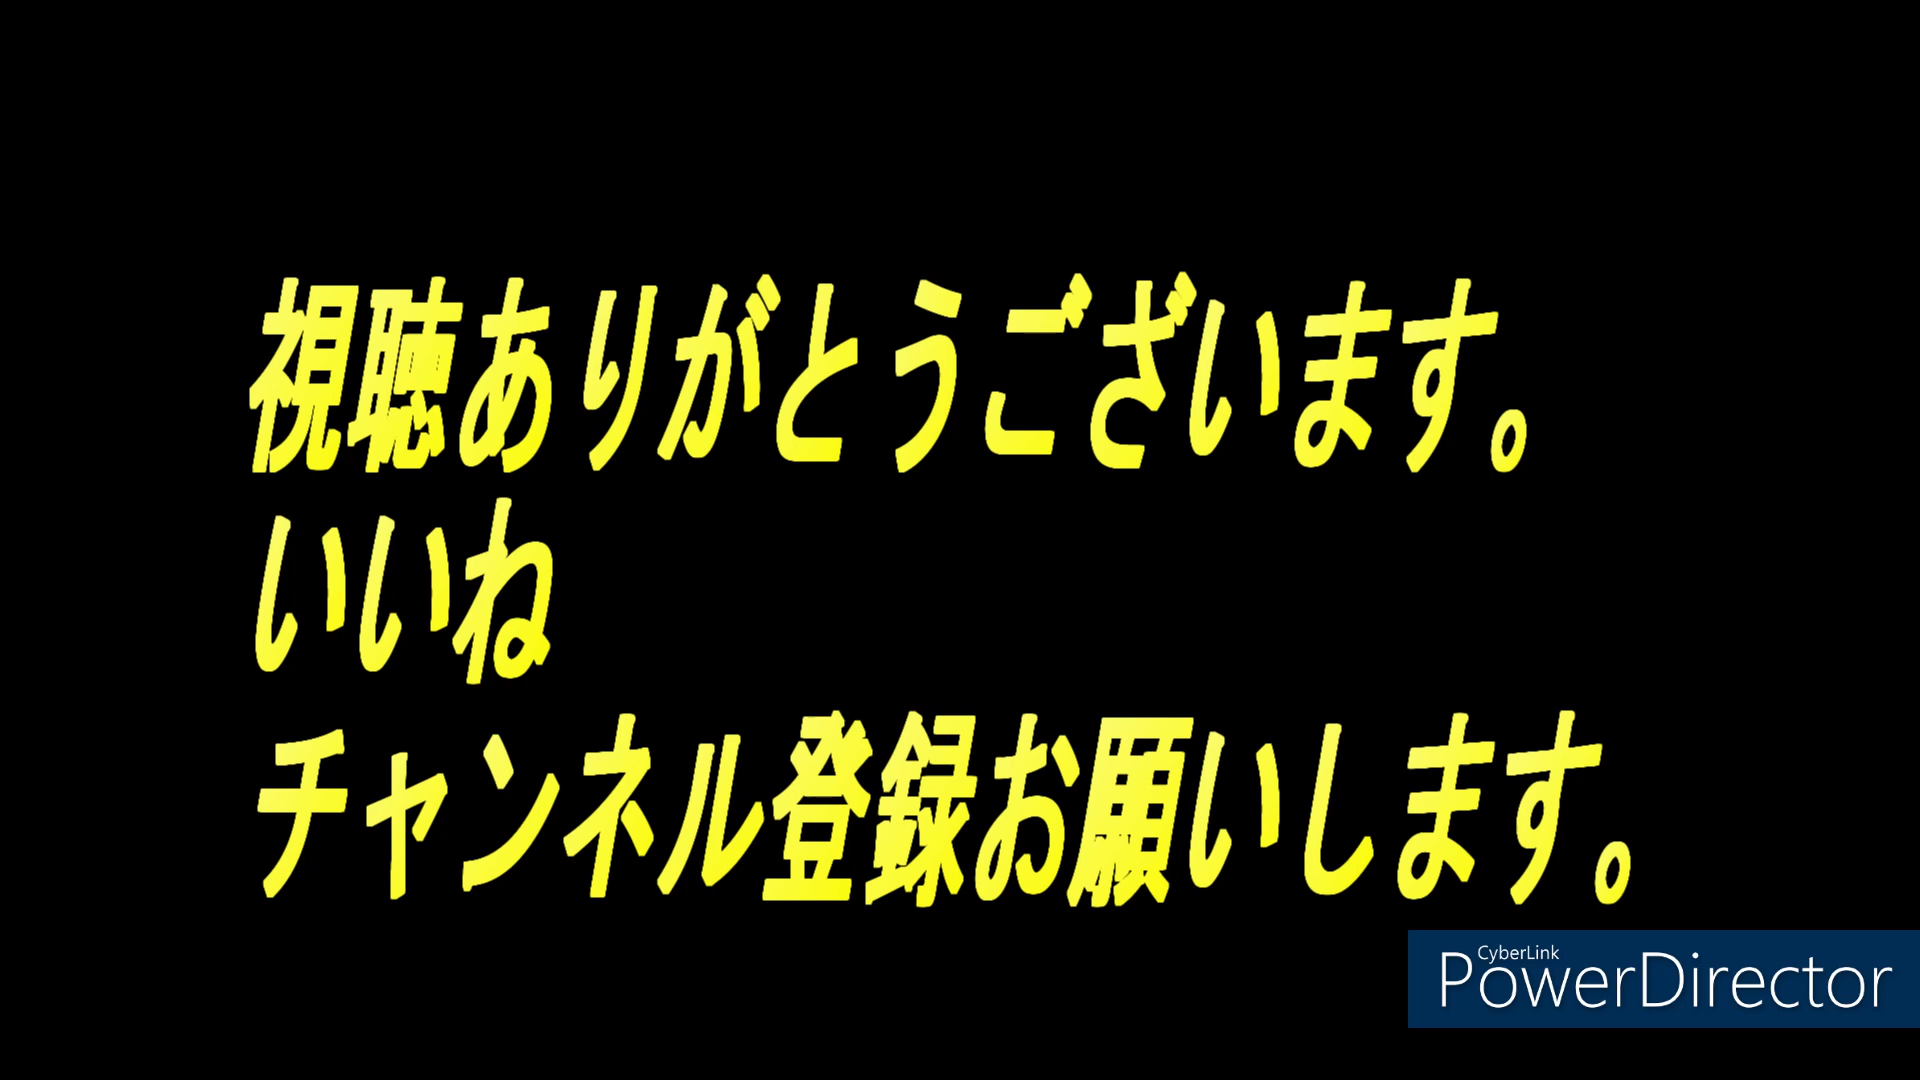 視聴ありがとうございます。
いいね
チャンネル登録お願いします。
CyberLink
PowerDirector